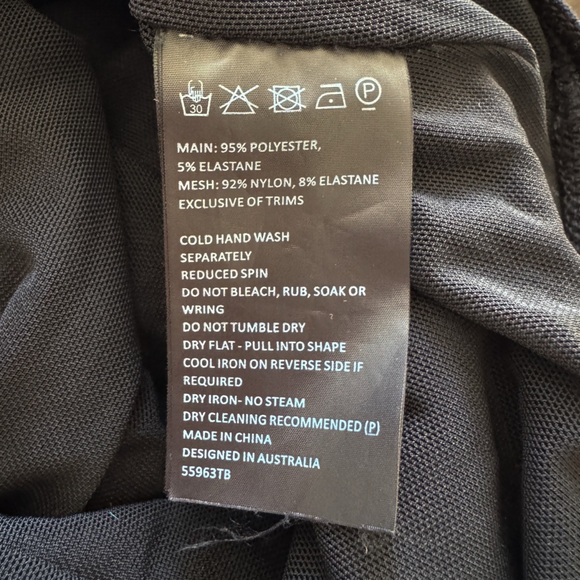 30
P
MAIN: 95% POLYESTER,
5% ELASTANE
MESH: 92% NYLON, 8% ELASTANE
EXCLUSIVE OF TRIMS
COLD HAND WASH
SEPARATELY
REDUCED SPIN
DO NOT BLEACH, RUB, SOAK OR
WRING
DO NOT TUMBLE DRY
DRY FLAT - PULL INTO SHAPE
COOL IRON ON REVERSE SIDE IF
REQUIRED
DRY IRON- NO STEAM
DRY CLEANING RECOMMENDED (P)
MADE IN CHINA
DESIGNED IN AUSTRALIA
55963TB